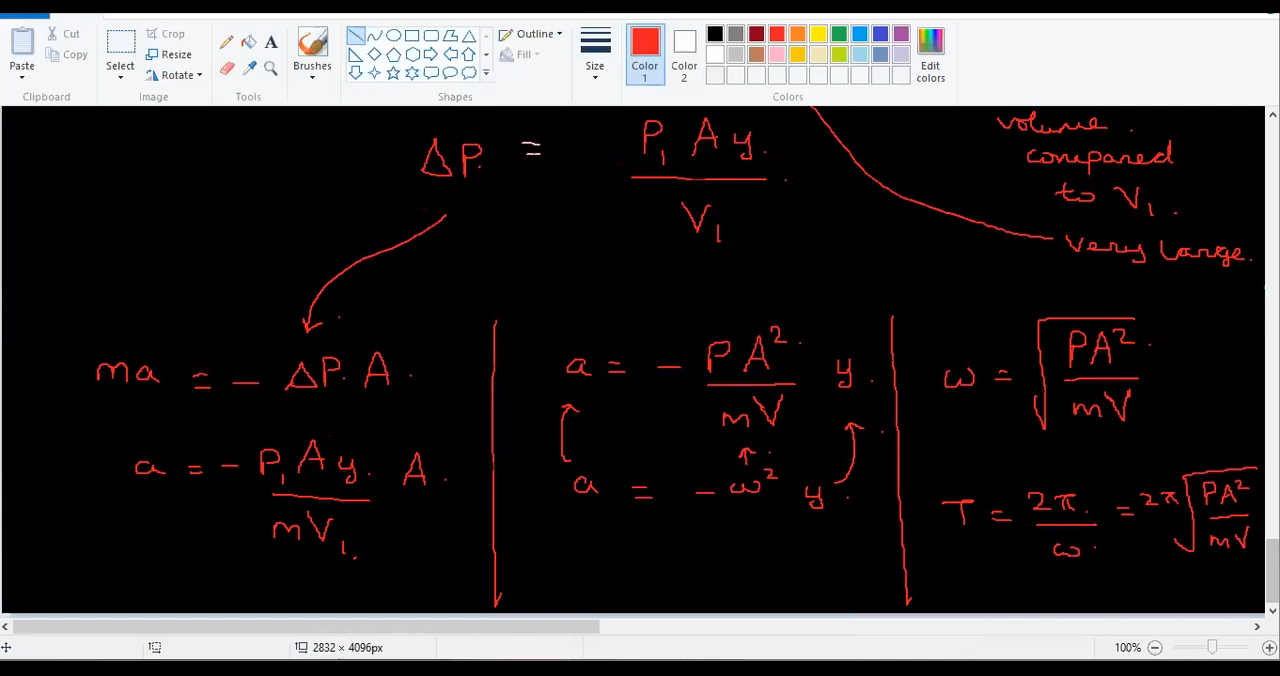 Paste
Cut
Copy
Clipboard
Select
Crop
Resize
Rotate
Image
A
Tools
Brushes
Outline
Fill
Shapes
Size
Color 1
Color 2
Edit colors
Colors
ΔP = P₁ A y / V₁
volume
compared
to V₁.
very large.
ma = - ΔP. A.
a = - P₁ A y / mV₁ . A.
a = - PA² / mV y.
a = - ω² y.
ω = √(PA² / mV)
T = 2π / ω = 2π √(PA² / mV)
2832 × 4096px
100%